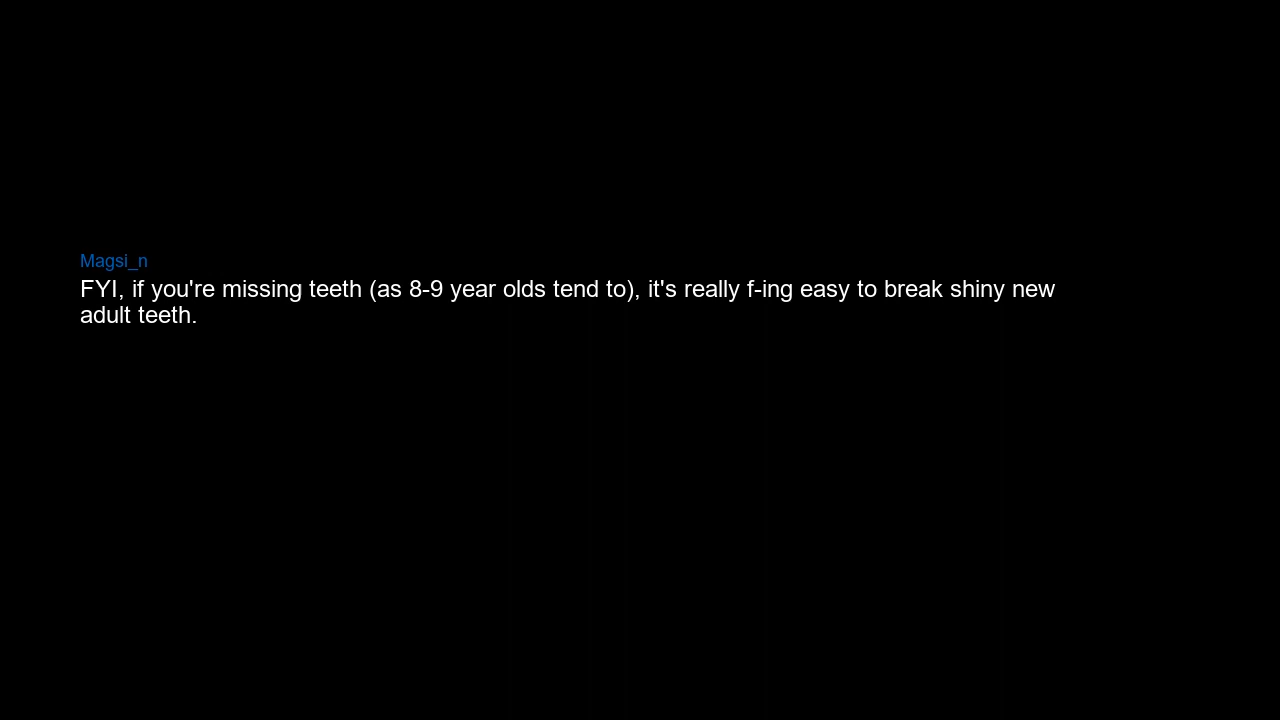 Magsi_n
FYI, if you're missing teeth (as 8-9 year olds tend to), it's really f-ing easy to break shiny new
adult teeth.